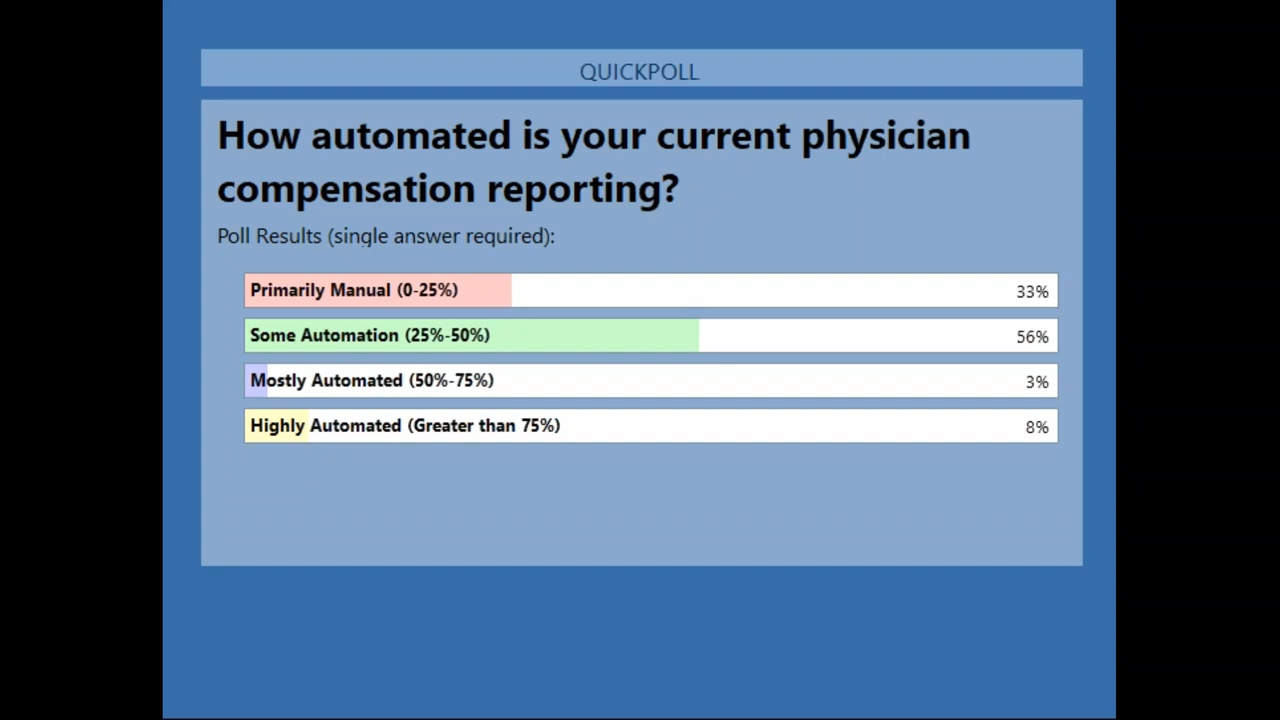 QUICKPOLL
How automated is your current physician
compensation reporting?
Poll Results (single answer required):
Primarily Manual (0-25%) 33%
Some Automation (25%-50%) 56%
Mostly Automated (50%-75%) 3%
Highly Automated (Greater than 75%) 8%